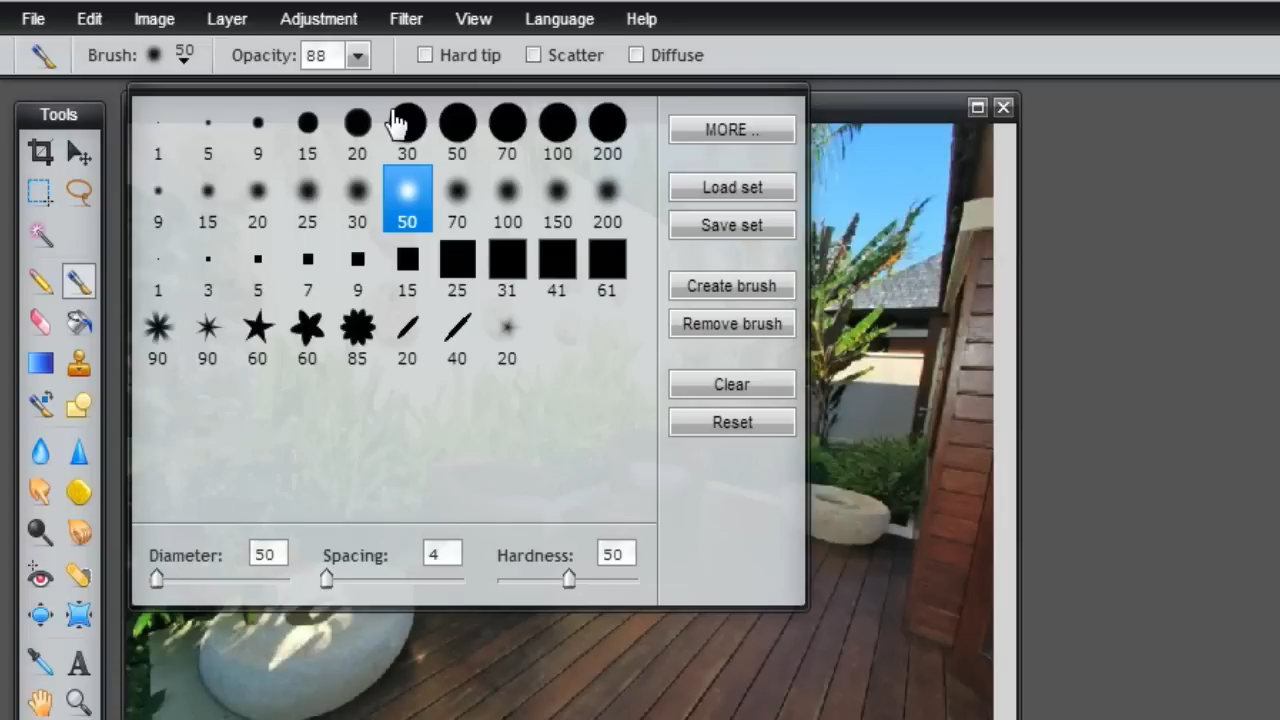 File Edit Image Layer Adjustment Filter View Language Help
Brush: 50 Opacity: 88 Hard tip Scatter Diffuse
Tools
1 5 9 15 20 30 50 70 100 200
9 15 20 25 30 50 70 100 150 200
1 3 5 7 9 15 25 31 41 61
90 90 60 60 85 20 40 20
MORE ..
Load set
Save set
Create brush
Remove brush
Clear
Reset
Diameter: 50 Spacing: 4 Hardness: 50
A